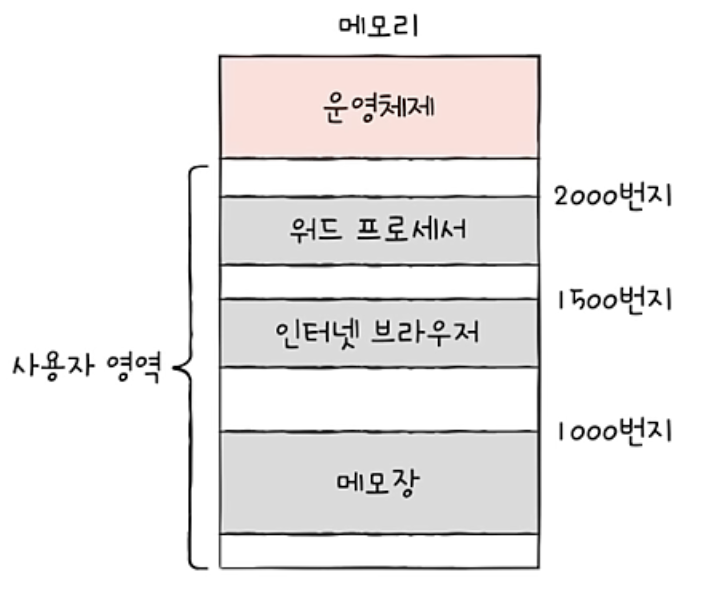 메모리
운영체제
2000번지
워드 프로세서
1500번지
인터넷 브라우저
사용자 영역
1000번지
메모장